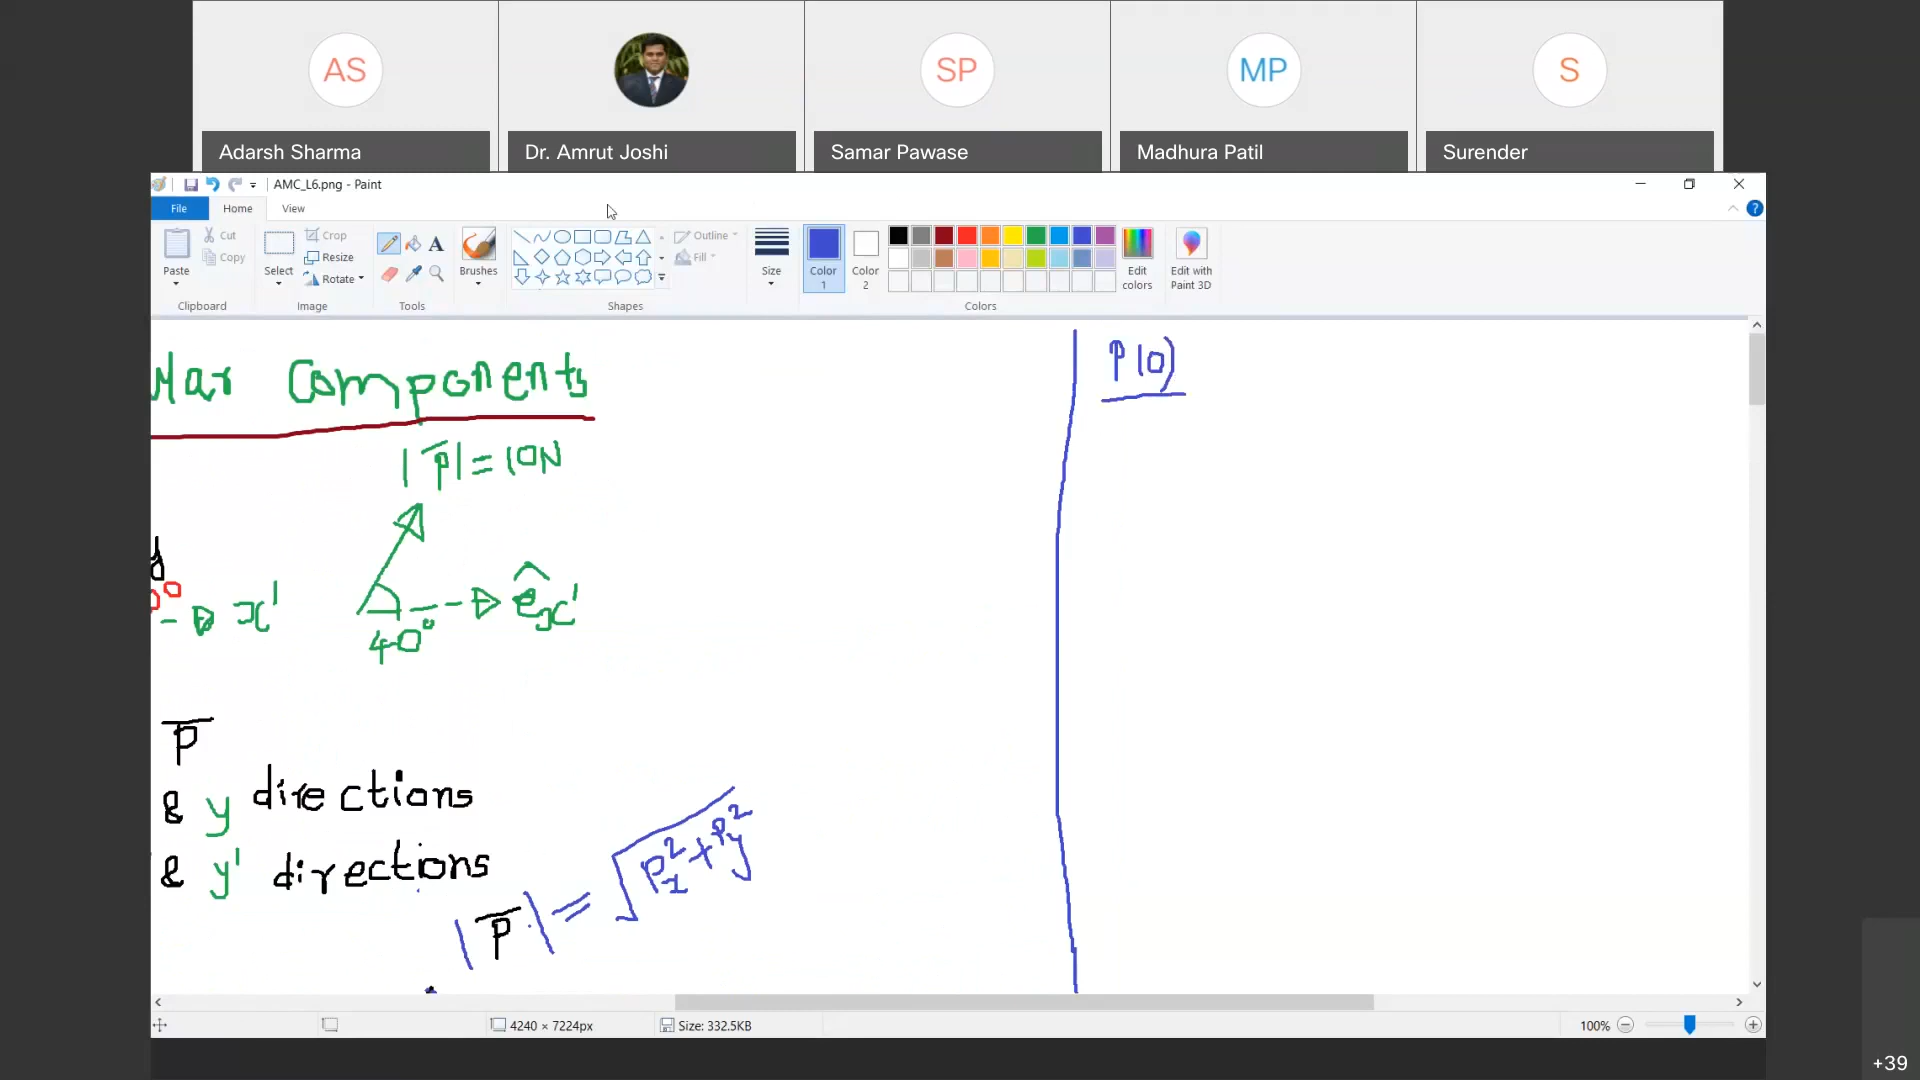 AS
SP
MP
S
Adarsh Sharma
Dr. Amrut Joshi
Samar Pawase
Madhura Patil
Surender
AMC_L6.png - Paint
File
Home
View
Cut
Copy
Paste
Clipboard
Crop
Resize
Rotate
Select
Image
A
Tools
Brushes
Outline
Fill
Shapes
Size
Color 1
Color 2
Edit colors
Edit with Paint 3D
Colors
?
Components
|P̅| = 10N
x'
40°
ê_x'
P̅
& y directions
& y' directions
|P̅| = √(P_x² + P_y²)
P(0)
4240 × 7224px
Size: 332.5KB
100%
+39